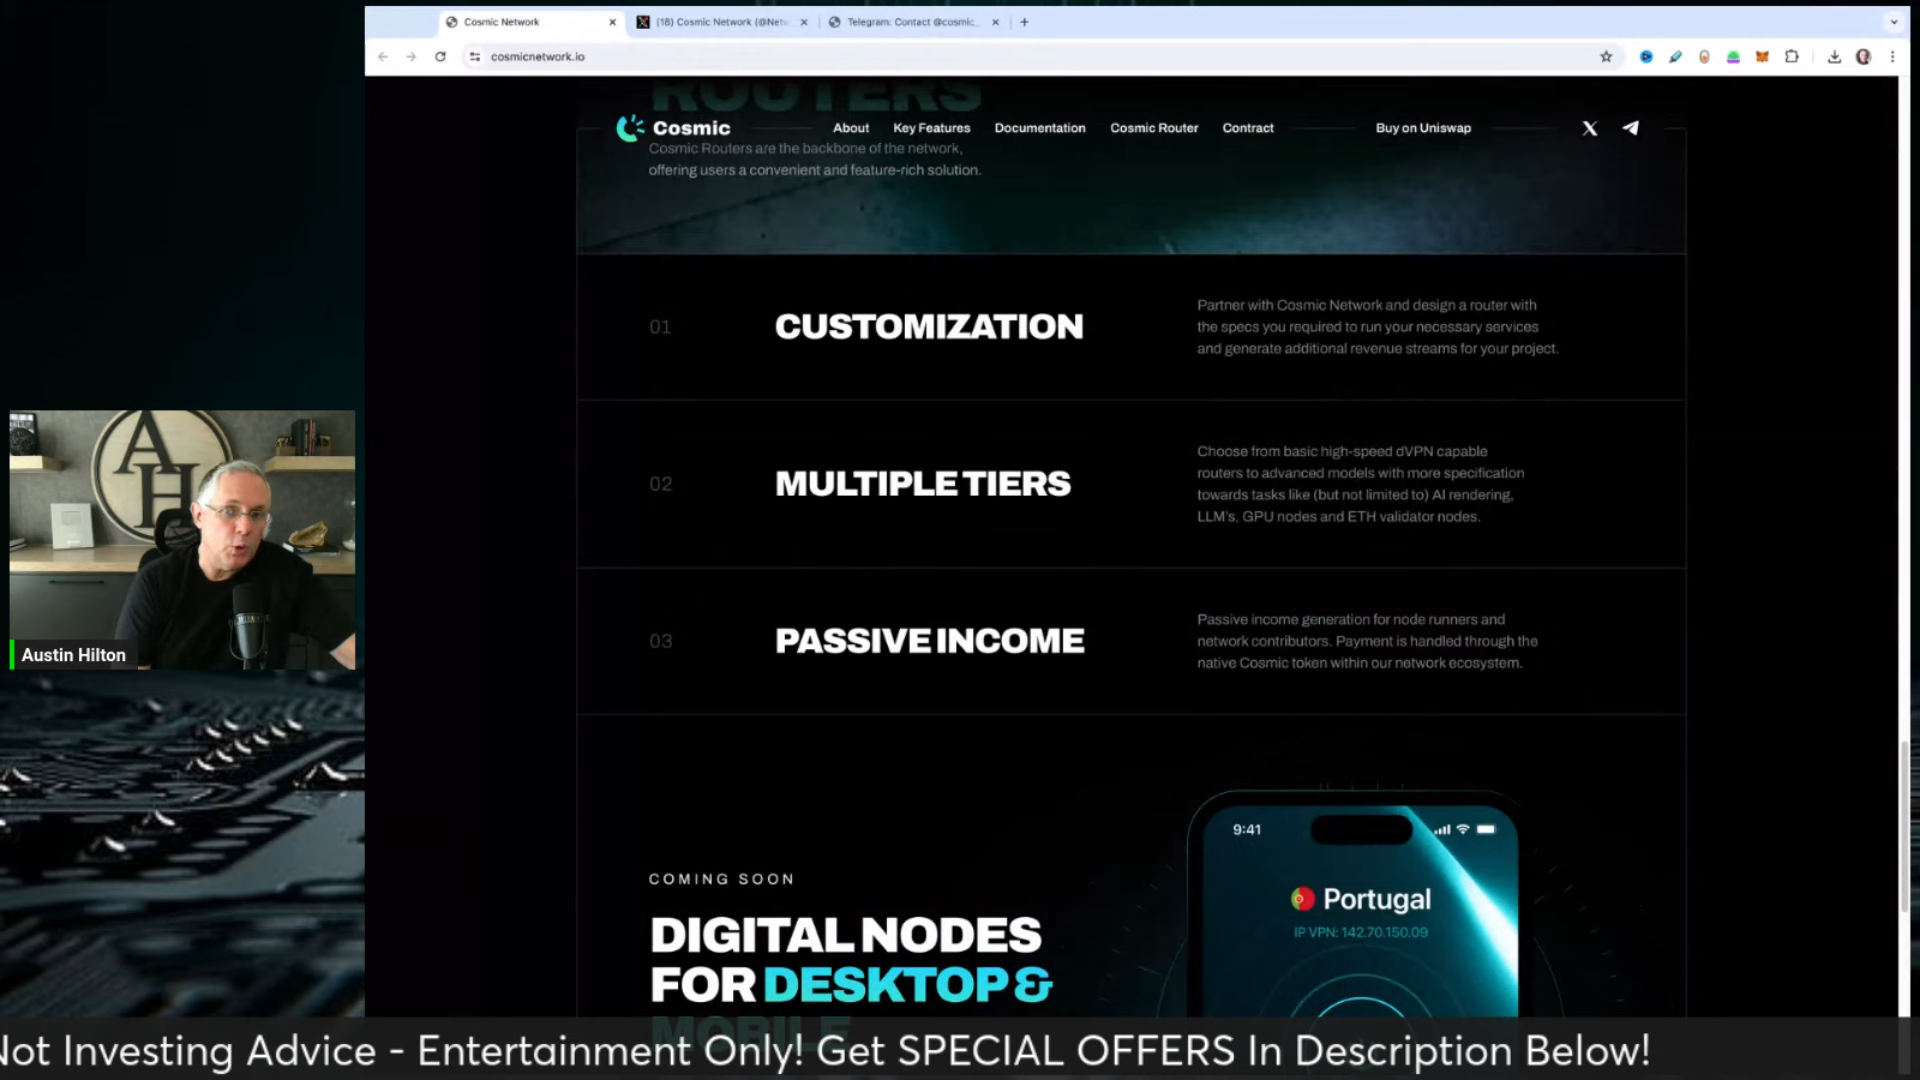 Cosmic Network
(18) Cosmic Network (@Net
Telegram: Contact @cosmic_
cosmicnetwork.io
ROUTERS
Cosmic
About
Key Features
Documentation
Cosmic Router
Contract
Buy on Uniswap
Cosmic Routers are the backbone of the network,
offering users a convenient and feature-rich solution.
01
CUSTOMIZATION
Partner with Cosmic Network and design a router with
the specs you required to run your necessary services
and generate additional revenue streams for your project.
02
MULTIPLE TIERS
Choose from basic high-speed dVPN capable
routers to advanced models with more specification
towards tasks like (but not limited to) AI rendering,
LLM's, GPU nodes and ETH validator nodes.
03
PASSIVE INCOME
Passive income generation for node runners and
network contributors. Payment is handled through the
native Cosmic token within our network ecosystem.
COMING SOON
DIGITAL NODES
FOR DESKTOP &
MOBILE
9:41
Portugal
IP VPN: 142.70.150.09
AH
Austin Hilton
Not Investing Advice - Entertainment Only! Get SPECIAL OFFERS In Description Below!